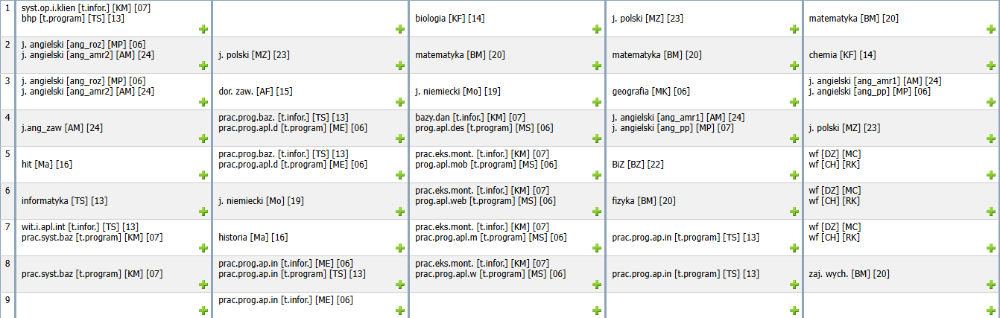 1
syst.op.i.klien [t.infor.] [KM] [07]
bhp [t.program] [TS] [13]
biologia [KF] [14]
j. polski [MZ] [23]
matematyka [BM] [20]
2
j. angielski [ang_roz] [MP] [06]
j. angielski [ang_amr2] [AM] [24]
j. polski [MZ] [23]
matematyka [BM] [20]
matematyka [BM] [20]
chemia [KF] [14]
3
j. angielski [ang_roz] [MP] [06]
j. angielski [ang_amr2] [AM] [24]
dor. zaw. [AF] [15]
j. niemiecki [Mo] [19]
geografia [MK] [06]
j. angielski [ang_amr1] [AM] [24]
j. angielski [ang_pp] [MP] [06]
4
j.ang_zaw [AM] [24]
prac.prog.baz. [t.infor.] [TS] [13]
prac.prog.apl.d [t.program] [ME] [06]
bazy.dan [t.infor.] [KM] [07]
prog.apl.des [t.program] [MS] [06]
j. angielski [ang_amr1] [AM] [24]
j. angielski [ang_pp] [MP] [07]
j. polski [MZ] [23]
5
hit [Ma] [16]
prac.prog.baz. [t.infor.] [TS] [13]
prac.prog.apl.d [t.program] [ME] [06]
prac.eks.mont. [t.infor.] [KM] [07]
prog.apl.mob [t.program] [MS] [06]
BiZ [BZ] [22]
wf [DZ] [MC]
wf [CH] [RK]
6
informatyka [TS] [13]
j. niemiecki [Mo] [19]
prac.eks.mont. [t.infor.] [KM] [07]
prog.apl.web [t.program] [MS] [06]
fizyka [BM] [20]
wf [DZ] [MC]
wf [CH] [RK]
7
wit.i.apl.int [t.infor.] [TS] [13]
prac.syst.baz [t.program] [KM] [07]
historia [Ma] [16]
prac.eks.mont. [t.infor.] [KM] [07]
prac.prog.apl.m [t.program] [MS] [06]
prac.prog.ap.in [t.program] [TS] [13]
wf [DZ] [MC]
wf [CH] [RK]
8
prac.syst.baz [t.program] [KM] [07]
prac.prog.ap.in [t.infor.] [ME] [06]
prac.prog.ap.in [t.program] [TS] [13]
prac.eks.mont. [t.infor.] [KM] [07]
prac.prog.apl.w [t.program] [MS] [06]
prac.prog.ap.in [t.program] [TS] [13]
zaj. wych. [BM] [20]
9
prac.prog.ap.in [t.infor.] [ME] [06]